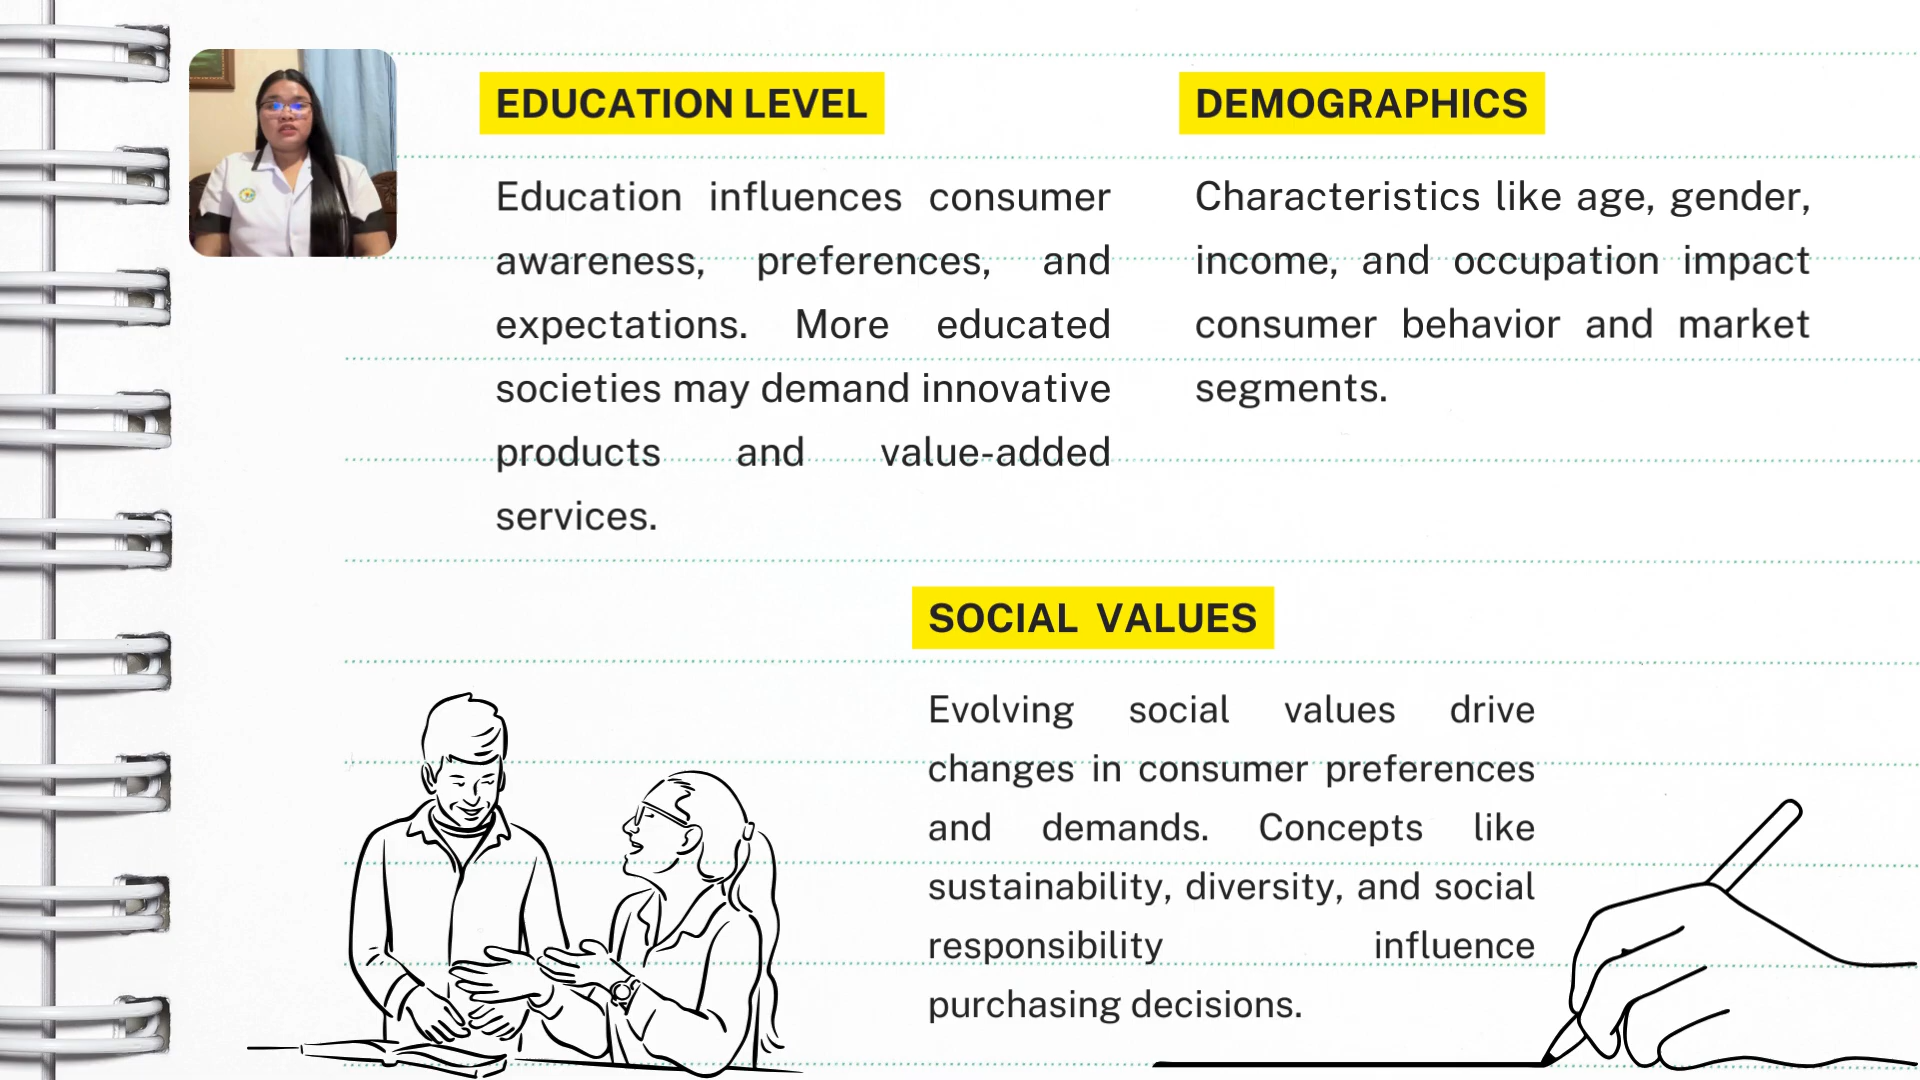 EDUCATION LEVEL
Education influences consumer
awareness, preferences, and
expectations. More educated
societies may demand innovative
products and value-added
services.
DEMOGRAPHICS
Characteristics like age, gender,
income, and occupation impact
consumer behavior and market
segments.
SOCIAL VALUES
Evolving social values drive
changes in consumer preferences
and demands. Concepts like
sustainability, diversity, and social
responsibility influence
purchasing decisions.